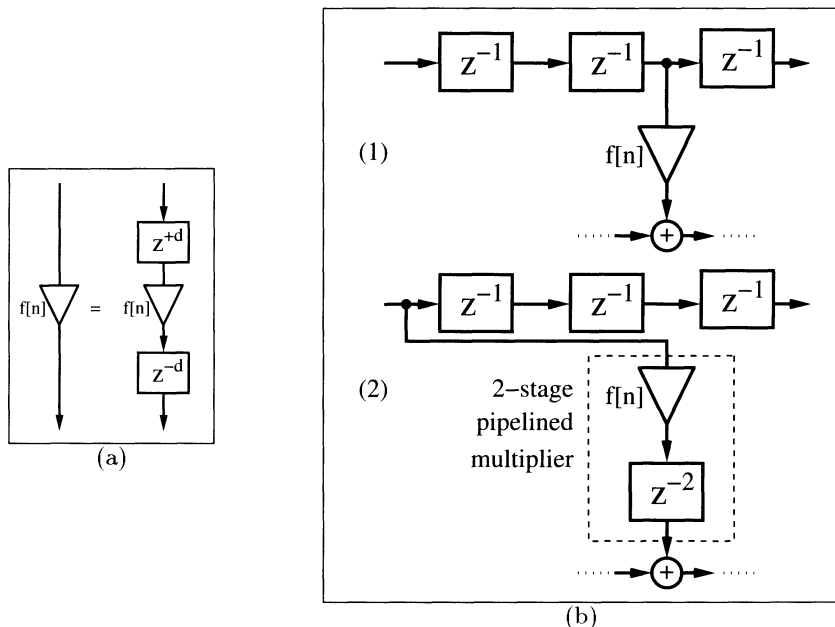 f[n]
=
z⁺ᵈ
f[n]
z⁻ᵈ
(a)
z⁻¹
z⁻¹
z⁻¹
(1)
f[n]
+
z⁻¹
z⁻¹
z⁻¹
(2)
2-stage
pipelined
multiplier
f[n]
z⁻²
+
(b)